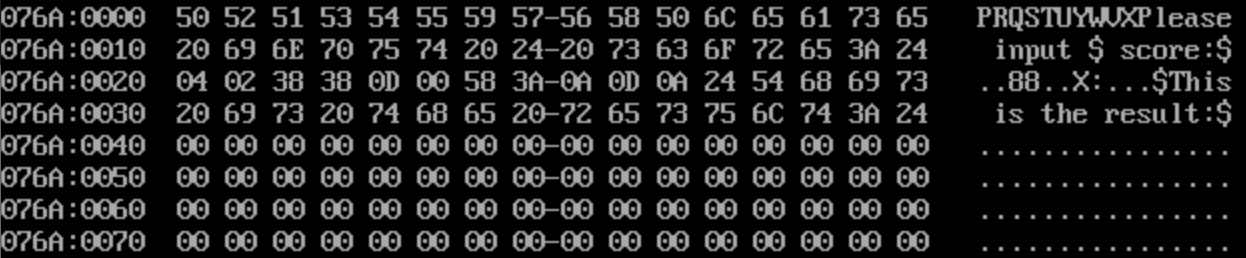 076A:0000 50 52 51 53 54 55 59 57-56 58 50 6C 65 61 73 65 PRQSTUYWVXPlease
076A:0010 20 69 6E 70 75 74 20 24-20 73 63 6F 72 65 3A 24  input $ score:$
076A:0020 04 02 38 38 0D 00 58 3A-0A 0D 0A 24 54 68 69 73 ..88..X:...$This
076A:0030 20 69 73 20 74 68 65 20-72 65 73 75 6C 74 3A 24  is the result:$
076A:0040 00 00 00 00 00 00 00 00-00 00 00 00 00 00 00 00 ................
076A:0050 00 00 00 00 00 00 00 00-00 00 00 00 00 00 00 00 ................
076A:0060 00 00 00 00 00 00 00 00-00 00 00 00 00 00 00 00 ................
076A:0070 00 00 00 00 00 00 00 00-00 00 00 00 00 00 00 00 ................